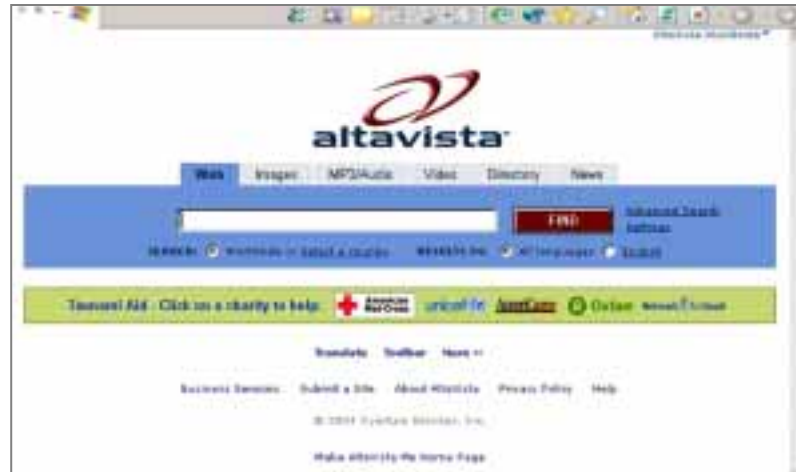 altavista
Web Images MP3/Audio Video Directory News
FIND Advanced Search
Settings
SEARCH: Worldwide or Select a country RESULTS IN: All languages English
Tsunami Aid - Click on a charity to help: American Red Cross unicef AmeriCares Oxfam
Translate Toolbar More
Business Services Submit a Site About AltaVista Privacy Policy Help
Make AltaVista My Home Page